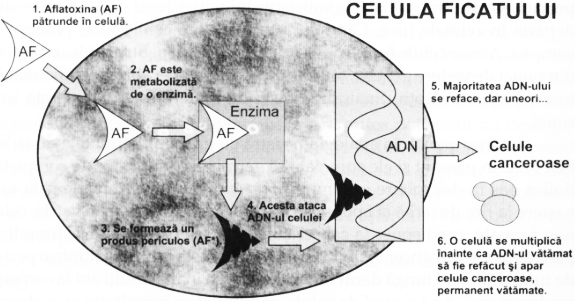 CELULA FICATULUI
1. Aflatoxina (AF)
pătrunde în celulă.
AF
2. AF este
metabolizată
de o enzimă.
AF
Enzima
AF
3. Se formează un
produs periculos (AF*).
4. Acesta ataca
ADN-ul celulei
ADN
5. Majoritatea ADN-ului
se reface, dar uneori...
Celule
canceroase
6. O celulă se multiplică
înainte ca ADN-ul vătămat
să fie refăcut şi apar
celule canceroase,
permanent vătămate.